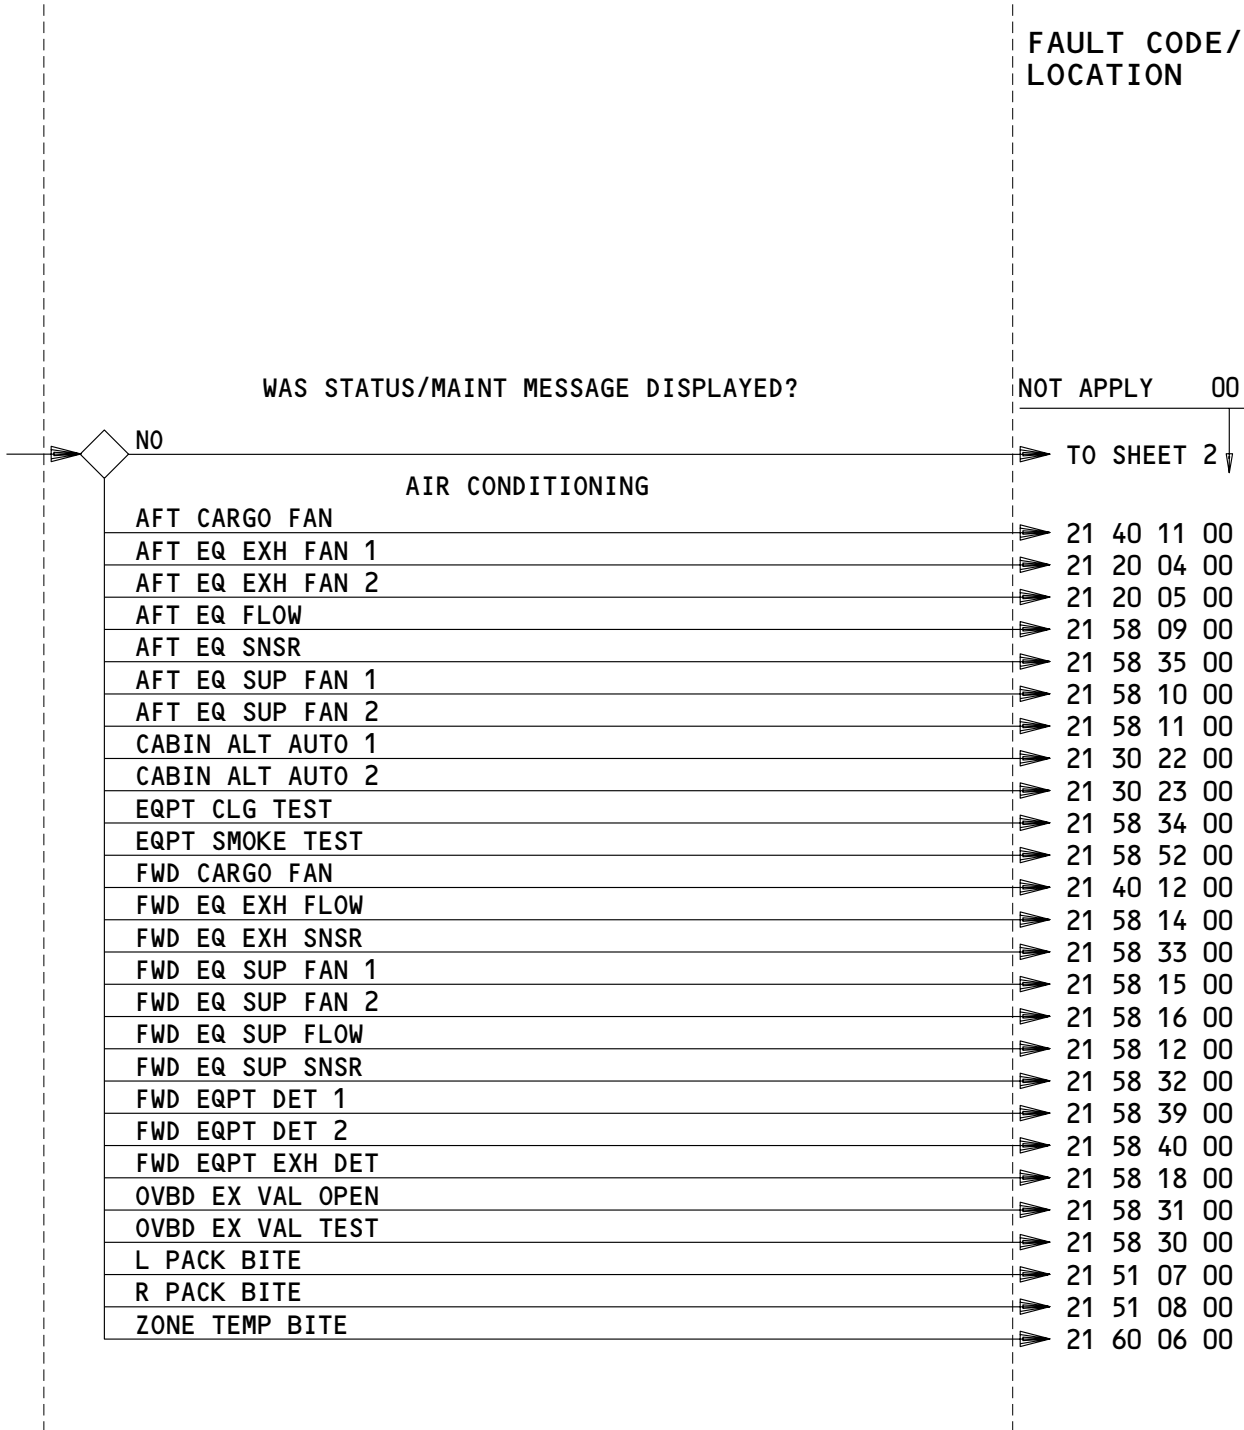 FAULT CODE/
LOCATION
WAS STATUS/MAINT MESSAGE DISPLAYED?
NOT APPLY 00
NO
TO SHEET 2
AIR CONDITIONING
AFT CARGO FAN 21 40 11 00
AFT EQ EXH FAN 1 21 20 04 00
AFT EQ EXH FAN 2 21 20 05 00
AFT EQ FLOW 21 58 09 00
AFT EQ SNSR 21 58 35 00
AFT EQ SUP FAN 1 21 58 10 00
AFT EQ SUP FAN 2 21 58 11 00
CABIN ALT AUTO 1 21 30 22 00
CABIN ALT AUTO 2 21 30 23 00
EQPT CLG TEST 21 58 34 00
EQPT SMOKE TEST 21 58 52 00
FWD CARGO FAN 21 40 12 00
FWD EQ EXH FLOW 21 58 14 00
FWD EQ EXH SNSR 21 58 33 00
FWD EQ SUP FAN 1 21 58 15 00
FWD EQ SUP FAN 2 21 58 16 00
FWD EQ SUP FLOW 21 58 12 00
FWD EQ SUP SNSR 21 58 32 00
FWD EQPT DET 1 21 58 39 00
FWD EQPT DET 2 21 58 40 00
FWD EQPT EXH DET 21 58 18 00
OVBD EX VAL OPEN 21 58 31 00
OVBD EX VAL TEST 21 58 30 00
L PACK BITE 21 51 07 00
R PACK BITE 21 51 08 00
ZONE TEMP BITE 21 60 06 00